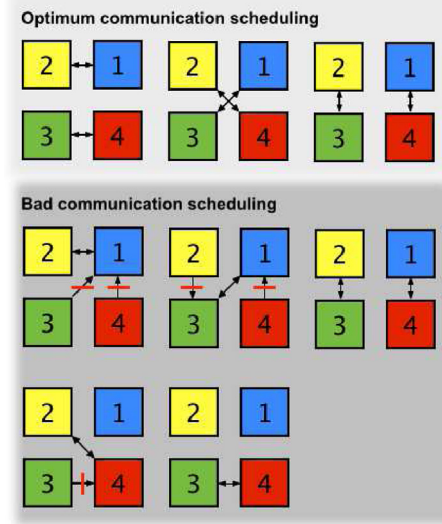 Optimum communication scheduling
2 1 2 1 2 1
3 4 3 4 3 4
Bad communication scheduling
2 1 2 1 2 1
3 4 3 4 3 4
2 1 2 1
3 4 3 4